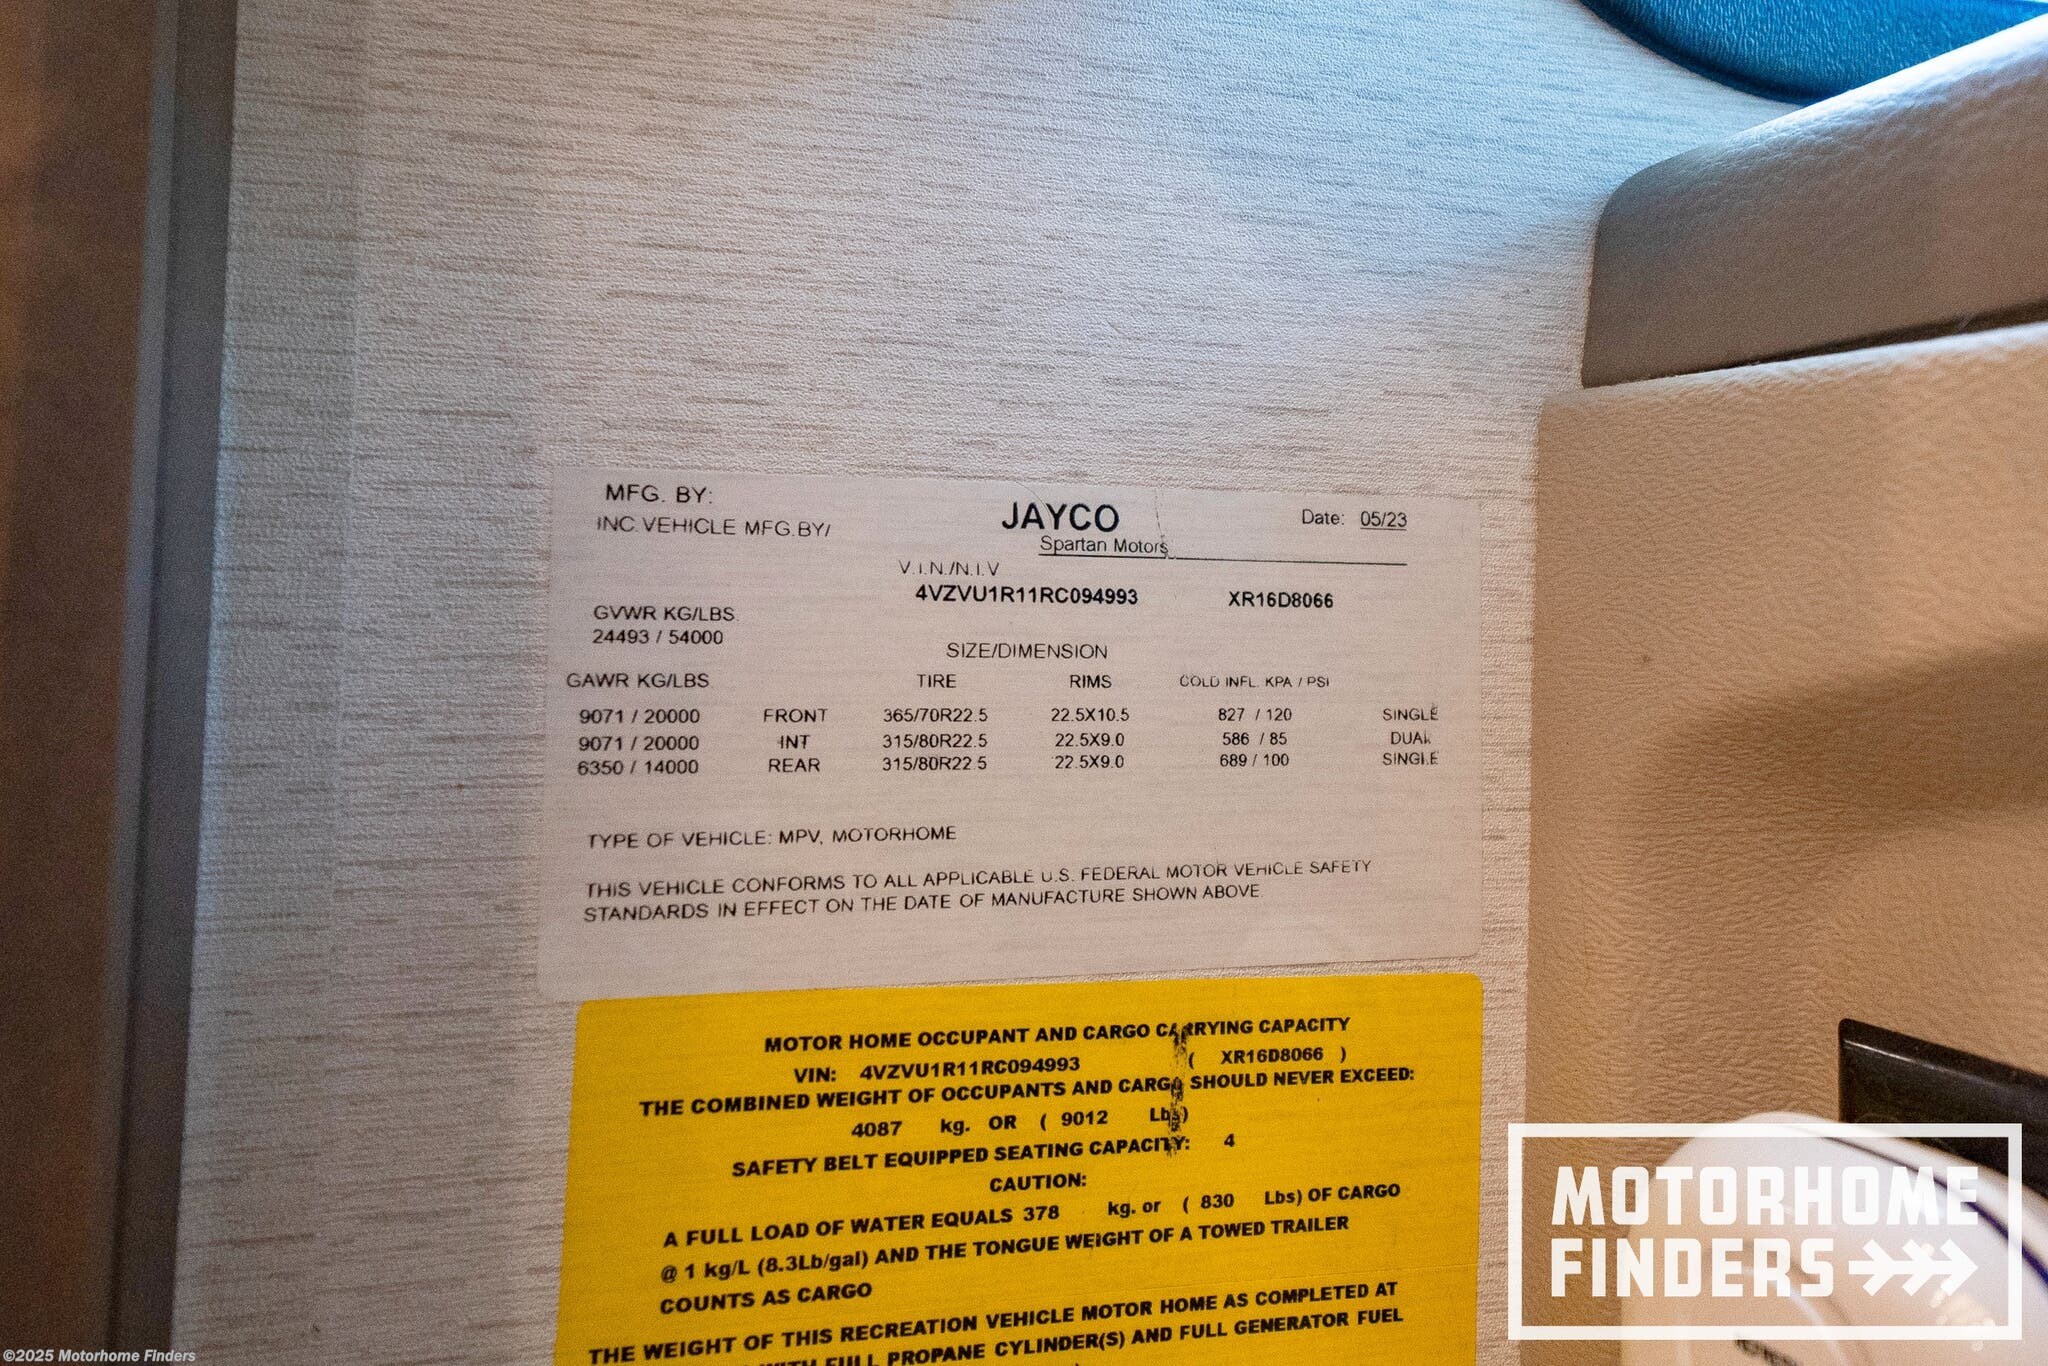 MFG. BY:
JAYCO
Date: 05/23
INC.VEHICLE MFG.BY/
Spartan Motors
V.I.N./N.I.V
4VZVU1R11RC094993 XR16D8066
GVWR KG/LBS
24493 / 54000
SIZE/DIMENSION
GAWR KG/LBS TIRE RIMS COLD INFL. KPA / PSI
9071 / 20000 FRONT 365/70R22.5 22.5X10.5 827 / 120 SINGLE
9071 / 20000 INT 315/80R22.5 22.5X9.0 586 / 85 DUAL
6350 / 14000 REAR 315/80R22.5 22.5X9.0 689 / 100 SINGLE
TYPE OF VEHICLE: MPV, MOTORHOME
THIS VEHICLE CONFORMS TO ALL APPLICABLE U.S. FEDERAL MOTOR VEHICLE SAFETY
STANDARDS IN EFFECT ON THE DATE OF MANUFACTURE SHOWN ABOVE.
MOTOR HOME OCCUPANT AND CARGO CARRYING CAPACITY
VIN: 4VZVU1R11RC094993 ( XR16D8066 )
THE COMBINED WEIGHT OF OCCUPANTS AND CARGO SHOULD NEVER EXCEED:
4087 kg. OR ( 9012 Lbs)
SAFETY BELT EQUIPPED SEATING CAPACITY: 4
CAUTION:
A FULL LOAD OF WATER EQUALS 378 kg. or ( 830 Lbs) OF CARGO
@ 1 kg/L (8.3Lb/gal) AND THE TONGUE WEIGHT OF A TOWED TRAILER
COUNTS AS CARGO
THE WEIGHT OF THIS RECREATION VEHICLE MOTOR HOME AS COMPLETED AT
WITH FULL PROPANE CYLINDER(S) AND FULL GENERATOR FUEL
MOTORHOME
FINDERS
©2025 Motorhome Finders